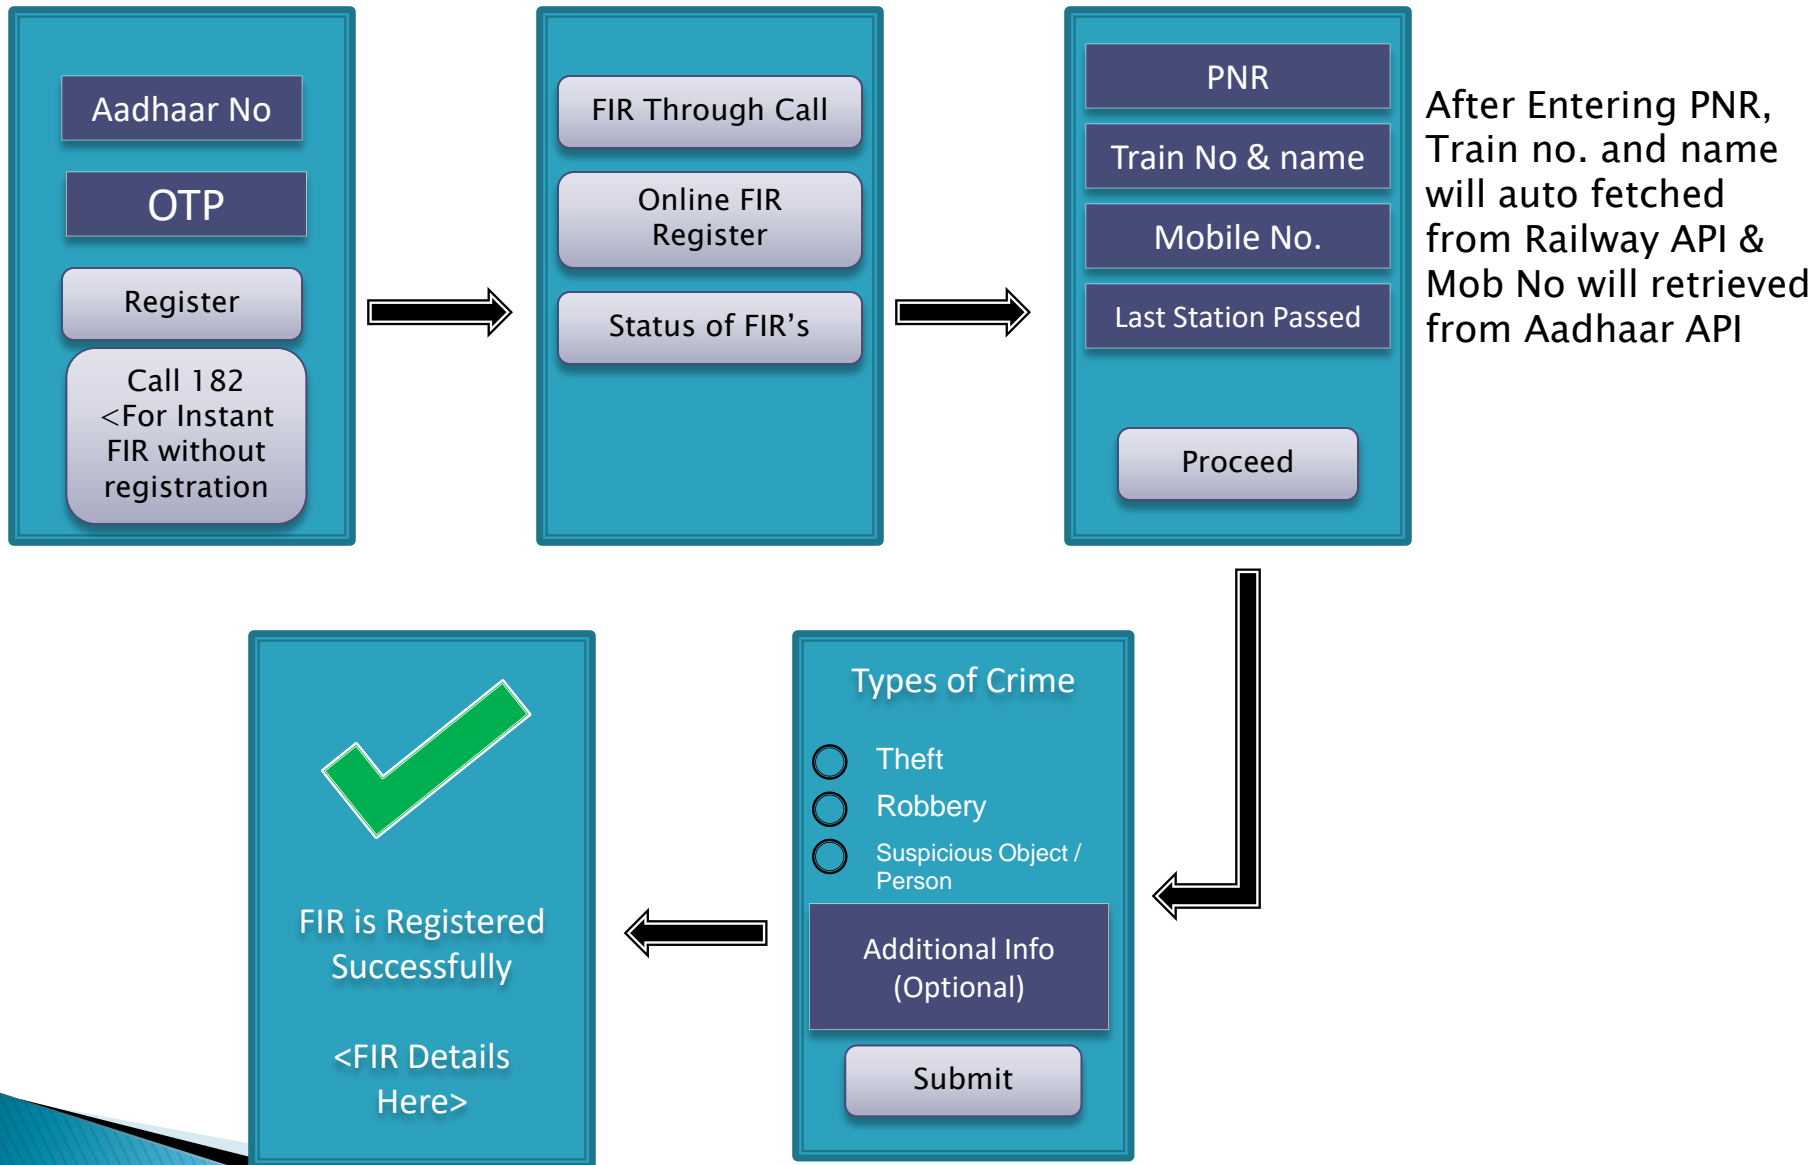 Aadhaar No
OTP
Register
Call 182
<For Instant
FIR without
registration
FIR Through Call
Online FIR
Register
Status of FIR’s
PNR
Train No & name
Mobile No.
Last Station Passed
Proceed
After Entering PNR,
Train no. and name
will auto fetched
from Railway API &
Mob No will retrieved
from Aadhaar API
Types of Crime
Theft
Robbery
Suspicious Object /
Person
Additional Info
(Optional)
Submit
FIR is Registered
Successfully
<FIR Details
Here>